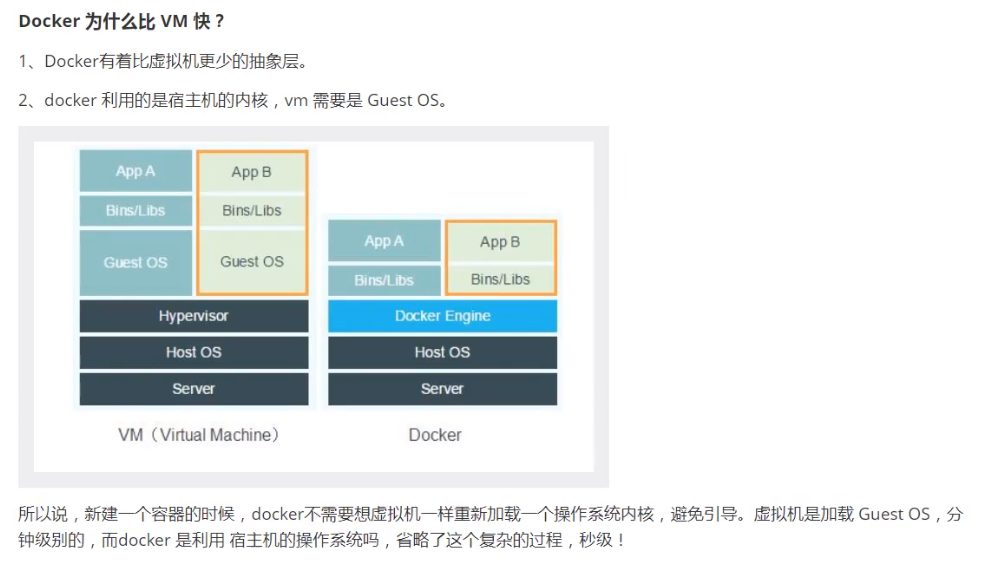 Docker 为什么比 VM 快？
1、Docker有着比虚拟机更少的抽象层。
2、docker 利用的是宿主机的内核，vm 需要是 Guest OS。
App A
App B
Bins/Libs
Bins/Libs
Guest OS
Guest OS
Hypervisor
Host OS
Server
VM（Virtual Machine）
App A
App B
Bins/Libs
Bins/Libs
Docker Engine
Host OS
Server
Docker
所以说，新建一个容器的时候，docker不需要想虚拟机一样重新加载一个操作系统内核，避免引导。虚拟机是加载 Guest OS，分
钟级别的，而docker 是利用 宿主机的操作系统吗，省略了这个复杂的过程，秒级！